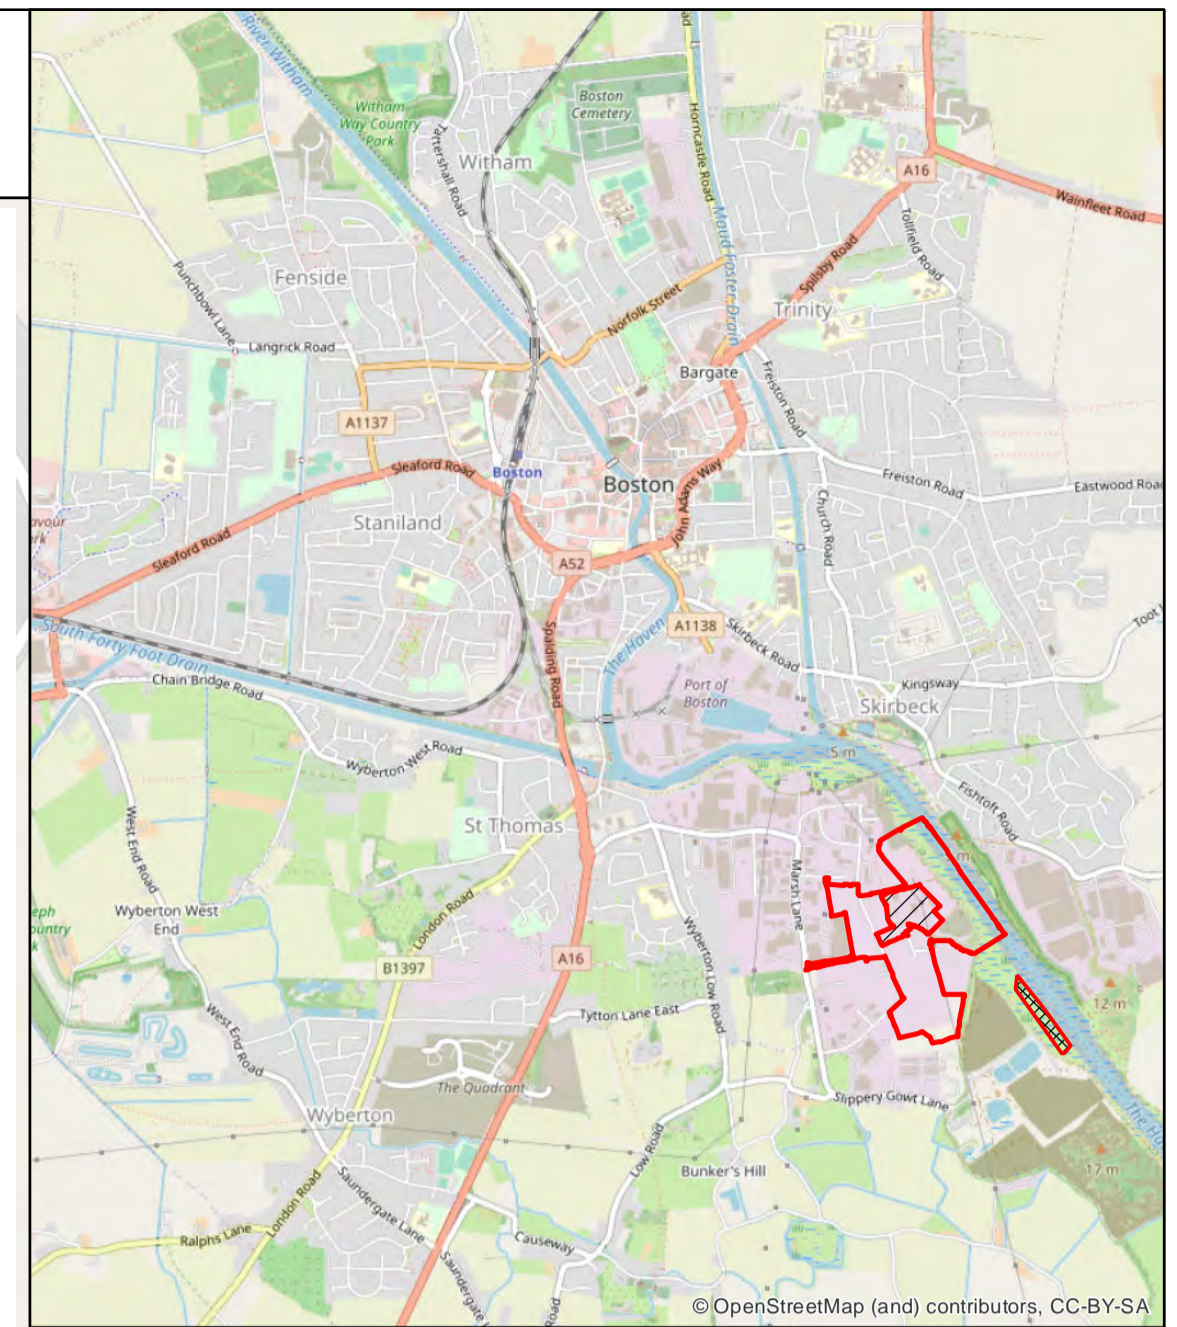 River Witham
Witham
Way Country
Park
Tattershall Road
Witham
Boston
Cemetery
Horncastle Road
Maud Foster Drain
A16
Wainfleet Road
Tollfield Road
Spilsby Road
Trinity
Fenside
Punchbowl Lane
Langrick Road
Norfolk Street
Bargate
Freiston Road
A1137
Sleaford Road
Boston
Boston
John Adams Way
Freiston Road
Eastwood Road
Church Road
Staniland
Sleaford Road
A52
A1138
Skirbeck Road
The Haven
Spalding Road
South Forty Foot Drain
Chain Bridge Road
Port of
Boston
Kingsway
Skirbeck
Toot
5 m
Wyberton West Road
St Thomas
Fishtoft Road
m
West End Road
Marsh Lane
Wyberton West
End
London Road
Wyberton Low Road
B1397
A16
12 m
West End Road
Tytton Lane East
The Quadrant
Slippery Gowt Lane
Wyberton
Low Road
Bunker's Hill
17 m
London Road
Saundergate Lane
Ralphs Lane
Causeway
Saundergate
© OpenStreetMap (and) contributors, CC-BY-SA